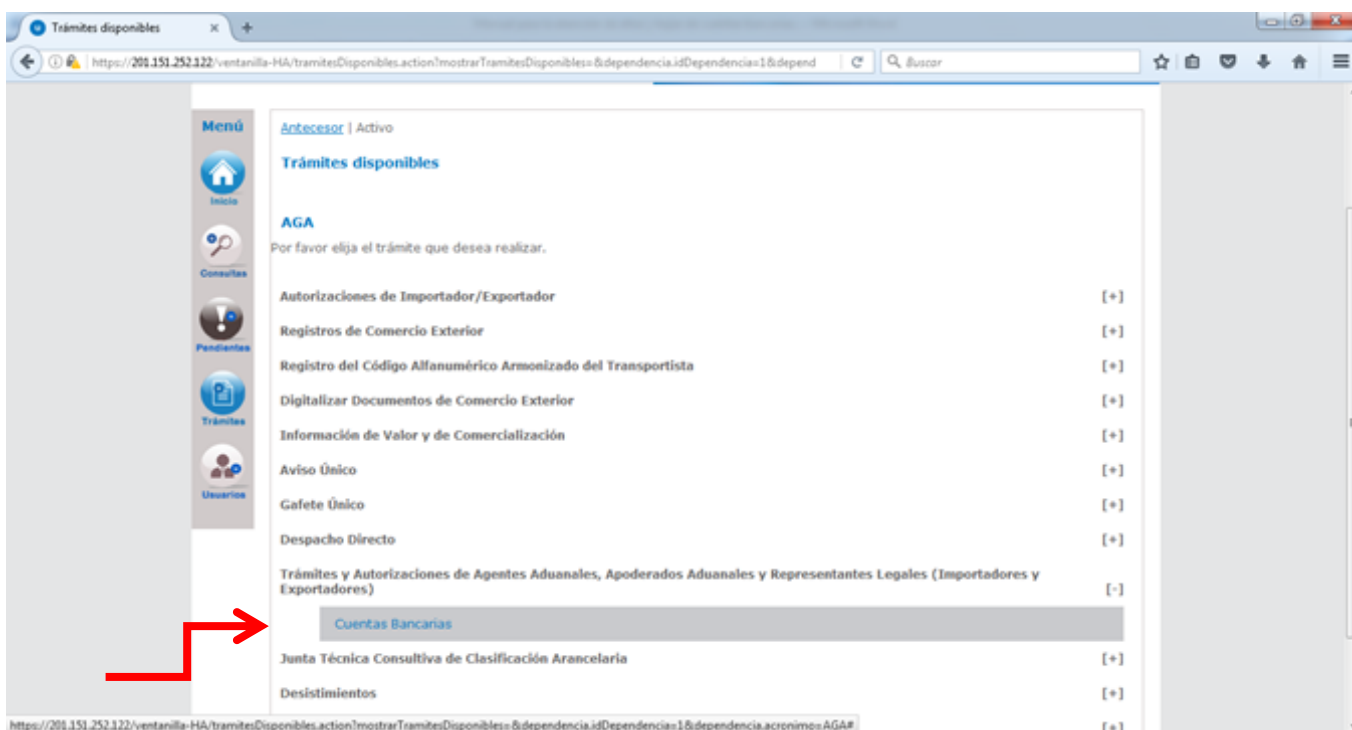 Trámites disponibles
https://201.151.252.122/ventanilla-HA/tramitesDisponibles.action?mostrarTramitesDisponibles=&dependencia.idDependencia=1&depend
Buscar
Menú
Inicio
Consultas
Pendientes
Trámites
Usuarios
Antecesor | Activo
Trámites disponibles
AGA
Por favor elija el trámite que desea realizar.
Autorizaciones de Importador/Exportador [+]
Registros de Comercio Exterior [+]
Registro del Código Alfanumérico Armonizado del Transportista [+]
Digitalizar Documentos de Comercio Exterior [+]
Información de Valor y de Comercialización [+]
Aviso Único [+]
Gafete Único [+]
Despacho Directo [+]
Trámites y Autorizaciones de Agentes Aduanales, Apoderados Aduanales y Representantes Legales (Importadores y
Exportadores) [-]
Cuentas Bancarias
Junta Técnica Consultiva de Clasificación Arancelaria [+]
Desistimientos [+]
[+]
https://201.151.252.122/ventanilla-HA/tramitesDisponibles.action?mostrarTramitesDisponibles=&dependencia.idDependencia=1&dependencia.acronimo=AGA#